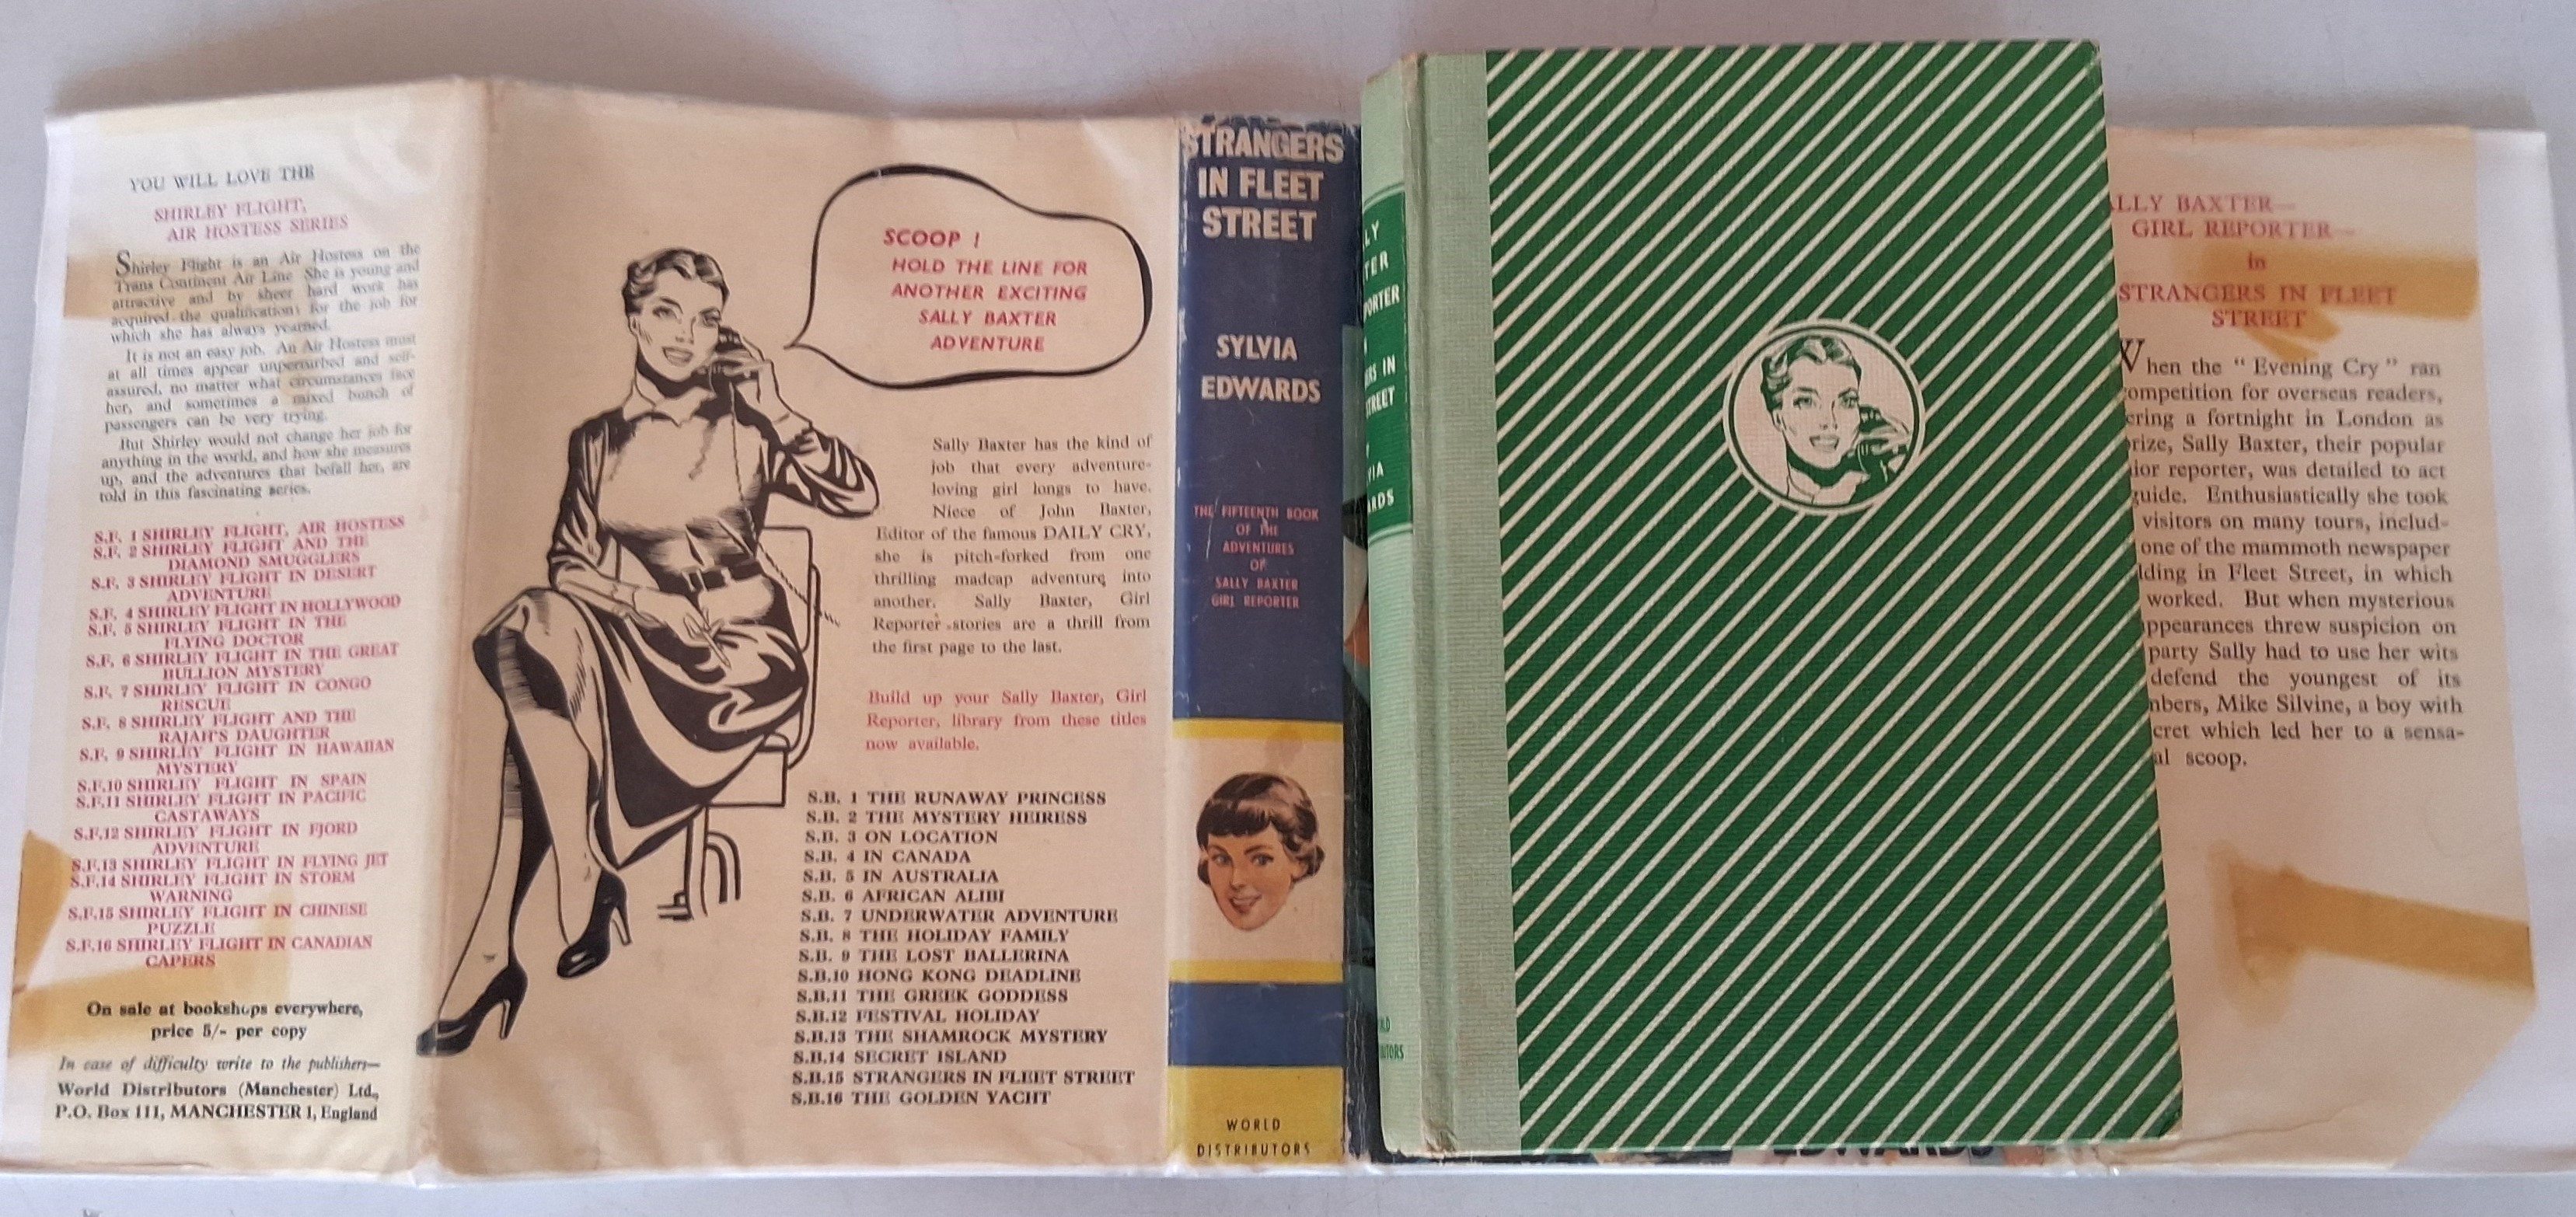 YOU WILL LOVE THE
SHIRLEY FLIGHT,
AIR HOSTESS SERIES
Shirley Flight is an Air Hostess on the
Trans Continent Air Line She is young and
attractive and by sheer hard work has
acquired the qualifications for the job for
which she has always yearned.
It is not an easy job. An Air Hostess must
at all times appear unperturbed and self-
assured, no matter what circumstances face
her, and sometimes a mixed bunch of
passengers can be very trying.
But Shirley would not change her job for
anything in the world, and how she measures
up, and the adventures that befall her, are
told in this fascinating series.
S.F. 1 SHIRLEY FLIGHT, AIR HOSTESS
S.F. 2 SHIRLEY FLIGHT AND THE
DIAMOND SMUGGLERS
S.F. 3 SHIRLEY FLIGHT IN DESERT
ADVENTURE
S.F. 4 SHIRLEY FLIGHT IN HOLLYWOOD
S.F. 5 SHIRLEY FLIGHT IN THE
FLYING DOCTOR
S.F. 6 SHIRLEY FLIGHT IN THE GREAT
BULLION MYSTERY
S.F. 7 SHIRLEY FLIGHT IN CONGO
RESCUE
S.F. 8 SHIRLEY FLIGHT AND THE
RAJAH'S DAUGHTER
S.F. 9 SHIRLEY FLIGHT IN HAWAIIAN
MYSTERY
S.F.10 SHIRLEY FLIGHT IN SPAIN
S.F.11 SHIRLEY FLIGHT IN PACIFIC
CASTAWAYS
S.F.12 SHIRLEY FLIGHT IN FJORD
ADVENTURE
S.F.13 SHIRLEY FLIGHT IN FLYING JET
S.F.14 SHIRLEY FLIGHT IN STORM
WARNING
S.F.15 SHIRLEY FLIGHT IN CHINESE
PUZZLE
S.F.16 SHIRLEY FLIGHT IN CANADIAN
CAPERS
On sale at bookshops everywhere,
price 5/- per copy
In case of difficulty write to the publishers—
World Distributors (Manchester) Ltd.,
P.O. Box 111, MANCHESTER 1, England
SCOOP !
HOLD THE LINE FOR
ANOTHER EXCITING
SALLY BAXTER
ADVENTURE
Sally Baxter has the kind of
job that every adventure-
loving girl longs to have.
Niece of John Baxter,
Editor of the famous DAILY CRY,
she is pitch-forked from one
thrilling madcap adventure into
another. Sally Baxter, Girl
Reporter stories are a thrill from
the first page to the last.
Build up your Sally Baxter, Girl
Reporter, library from these titles
now available.
S.B. 1 THE RUNAWAY PRINCESS
S.B. 2 THE MYSTERY HEIRESS
S.B. 3 ON LOCATION
S.B. 4 IN CANADA
S.B. 5 IN AUSTRALIA
S.B. 6 AFRICAN ALIBI
S.B. 7 UNDERWATER ADVENTURE
S.B. 8 THE HOLIDAY FAMILY
S.B. 9 THE LOST BALLERINA
S.B.10 HONG KONG DEADLINE
S.B.11 THE GREEK GODDESS
S.B.12 FESTIVAL HOLIDAY
S.B.13 THE SHAMROCK MYSTERY
S.B.14 SECRET ISLAND
S.B.15 STRANGERS IN FLEET STREET
S.B.16 THE GOLDEN YACHT
STRANGERS
IN FLEET
STREET
SYLVIA
EDWARDS
THE FIFTEENTH BOOK
OF THE
ADVENTURES
OF
SALLY BAXTER
GIRL REPORTER
WORLD
DISTRIBUTORS
LY
TER
PORTER
RS IN
TREET
VIA
ARDS
LD
BUTORS
EDWARDS
ALLY BAXTER—
GIRL REPORTER—
in
STRANGERS IN FLEET
STREET
When the "Evening Cry" ran
ompetition for overseas readers,
ering a fortnight in London as
rize, Sally Baxter, their popular
ior reporter, was detailed to act
guide. Enthusiastically she took
visitors on many tours, includ-
one of the mammoth newspaper
lding in Fleet Street, in which
worked. But when mysterious
ppearances threw suspicion on
party Sally had to use her wits
defend the youngest of its
mbers, Mike Silvine, a boy with
cret which led her to a sensa-
al scoop.